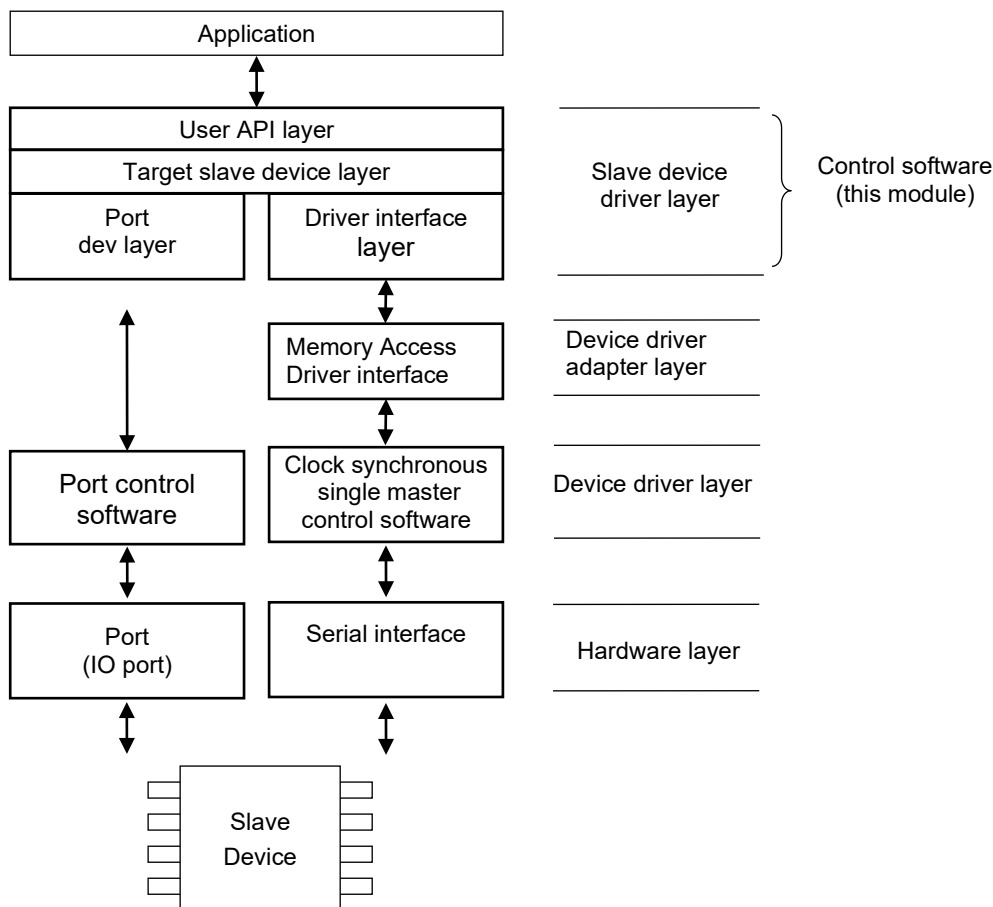 Application
User API layer
Target slave device layer
Port
dev layer
Driver interface
layer
Slave device
driver layer
Control software
(this module)
Memory Access
Driver interface
Device driver
adapter layer
Port control
software
Clock synchronous
single master
control software
Device driver layer
Port
(IO port)
Serial interface
Hardware layer
Slave
Device